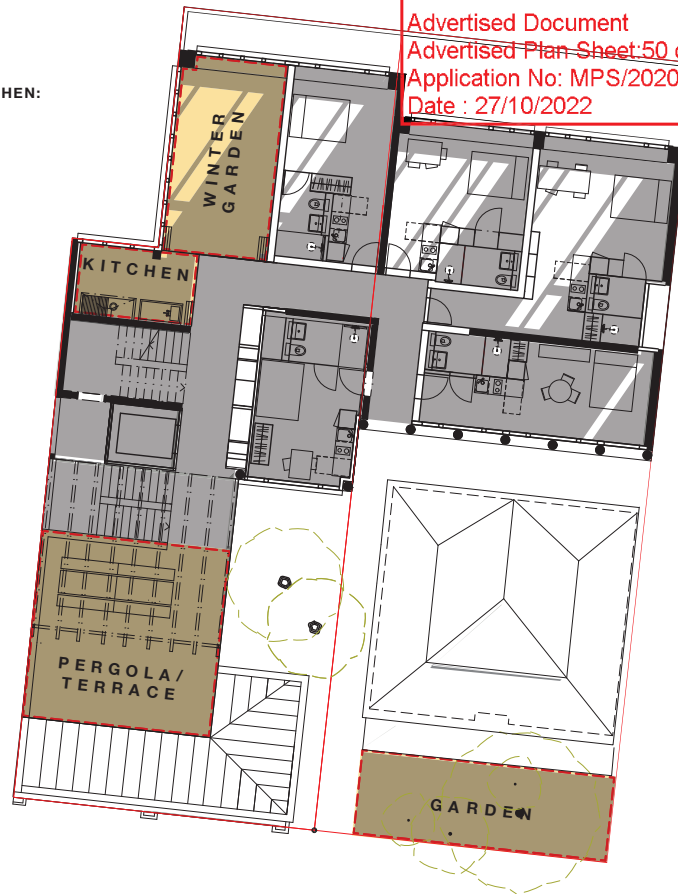 Advertised Document
Advertised Plan Sheet:50
Application No: MPS/2020
Date : 27/10/2022
HEN:
WINTER
GARDEN
KITCHEN
PERGOLA/
TERRACE
GARDEN